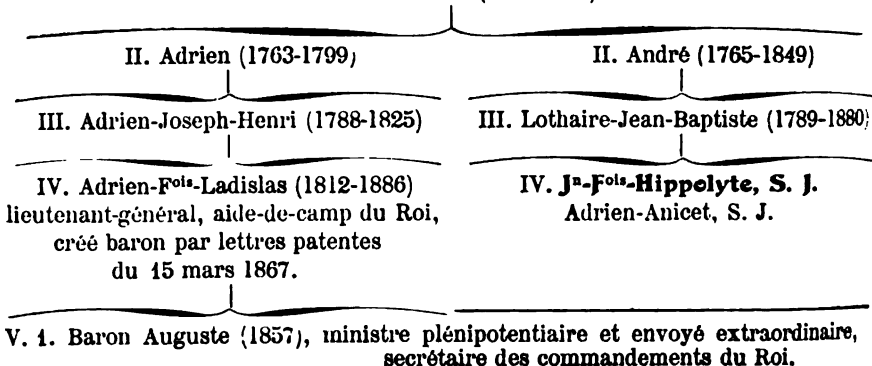 II. Adrien (1763-1799)
II. André (1765-1849)
III. Adrien-Joseph-Henri (1788-1825)
III. Lothaire-Jean-Baptiste (1789-1880)
IV. Adrien-Fois-Ladislas (1812-1886)
lieutenant-général, aide-de-camp du Roi,
créé baron par lettres patentes
du 15 mars 1867.
IV. Jn-Fois-Hippolyte, S. J.
Adrien-Anicet, S. J.
V. 1. Baron Auguste (1857), ministre plénipotentiaire et envoyé extraordinaire,
secrétaire des commandements du Roi.